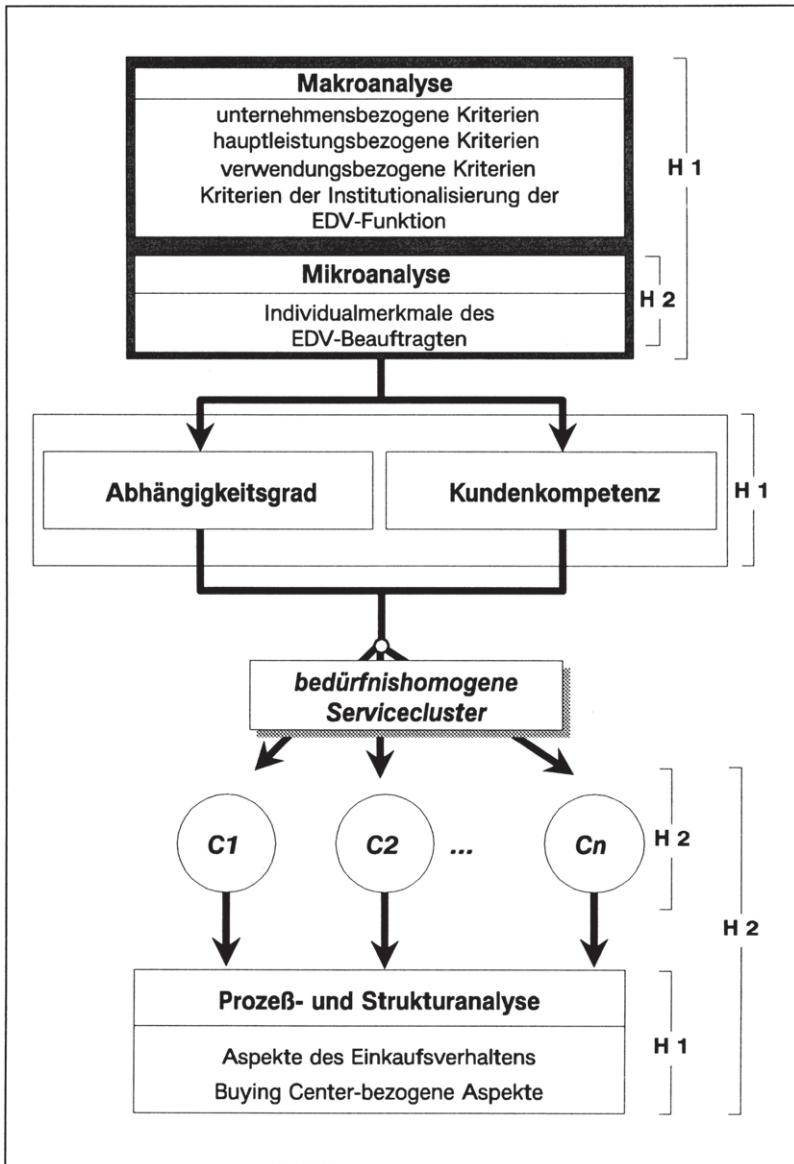 Makroanalyse
unternehmensbezogene Kriterien
hauptleistungsbezogene Kriterien
verwendungsbezogene Kriterien
Kriterien der Institutionalisierung der
EDV-Funktion
H 1
Mikroanalyse
Individualmerkmale des
EDV-Beauftragten
H 2
Abhängigkeitsgrad
Kundenkompetenz
H 1
bedürfnishomogene
Servicecluster
C1
C2
...
Cn
H 2
H 2
Prozeß- und Strukturanalyse
Aspekte des Einkaufsverhaltens
Buying Center-bezogene Aspekte
H 1